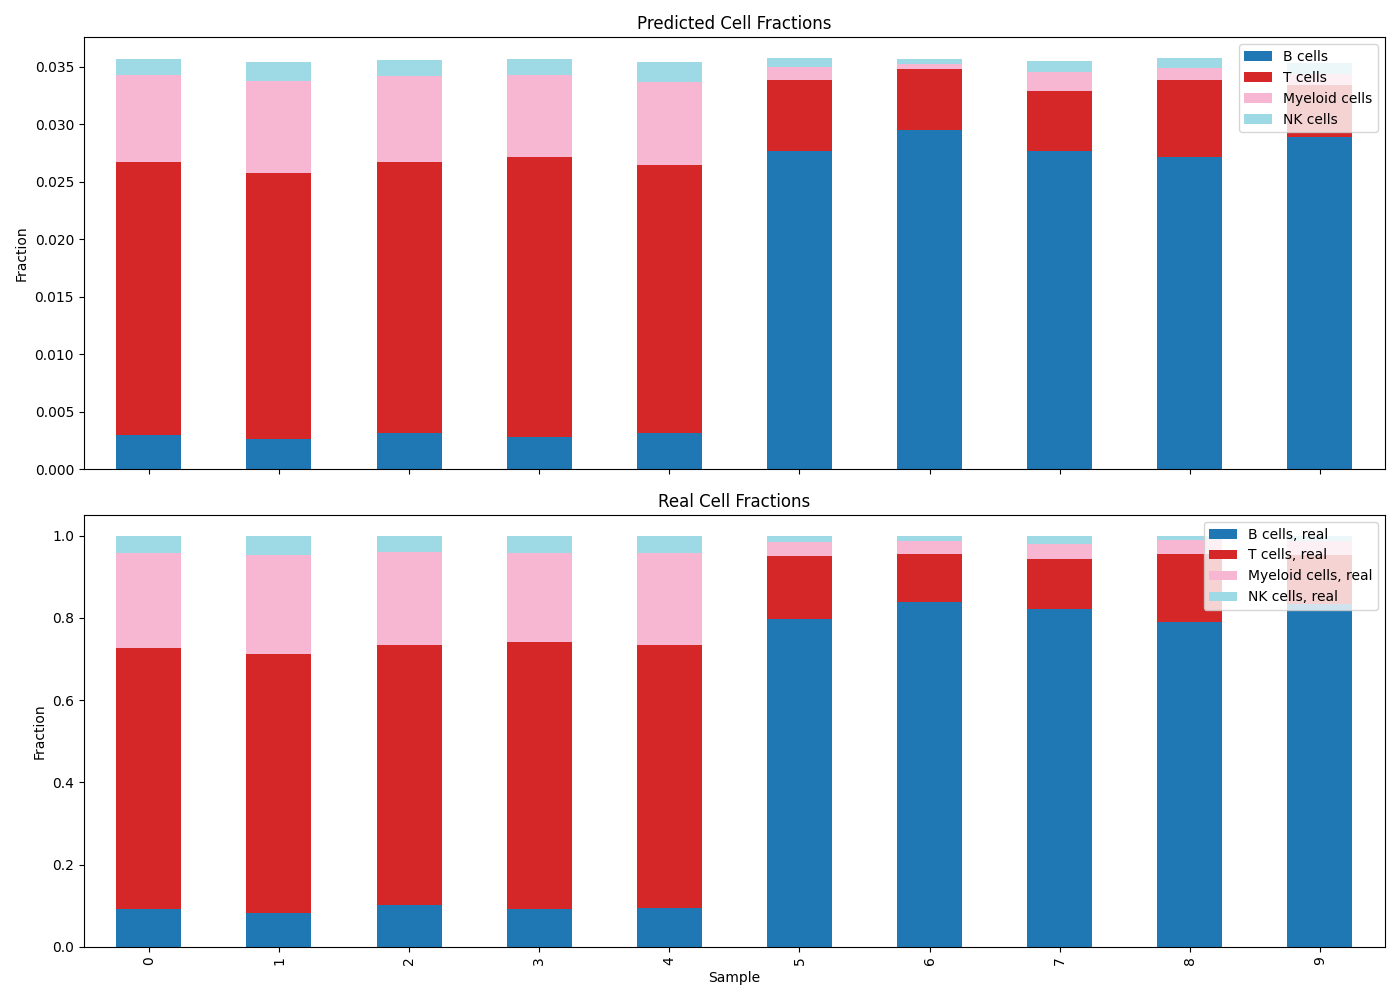 Predicted Cell Fractions
B cells
T cells
Myeloid cells
NK cells
Fraction
0.035
0.030
0.025
0.020
0.015
0.010
0.005
0.000
Real Cell Fractions
B cells, real
T cells, real
Myeloid cells, real
NK cells, real
Fraction
1.0
0.8
0.6
0.4
0.2
0.0
0 1 2 3 4 5 6 7 8 9
Sample